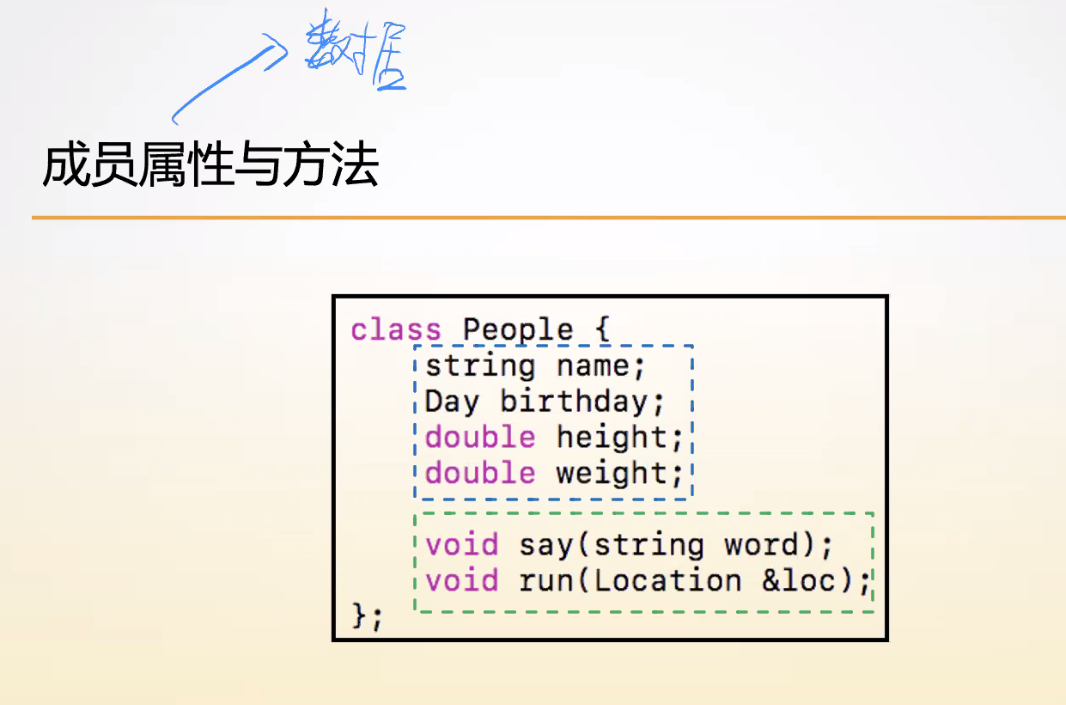 数据
成员属性与方法
class People {
string name;
Day birthday;
double height;
double weight;
void say(string word);
void run(Location &loc);
};